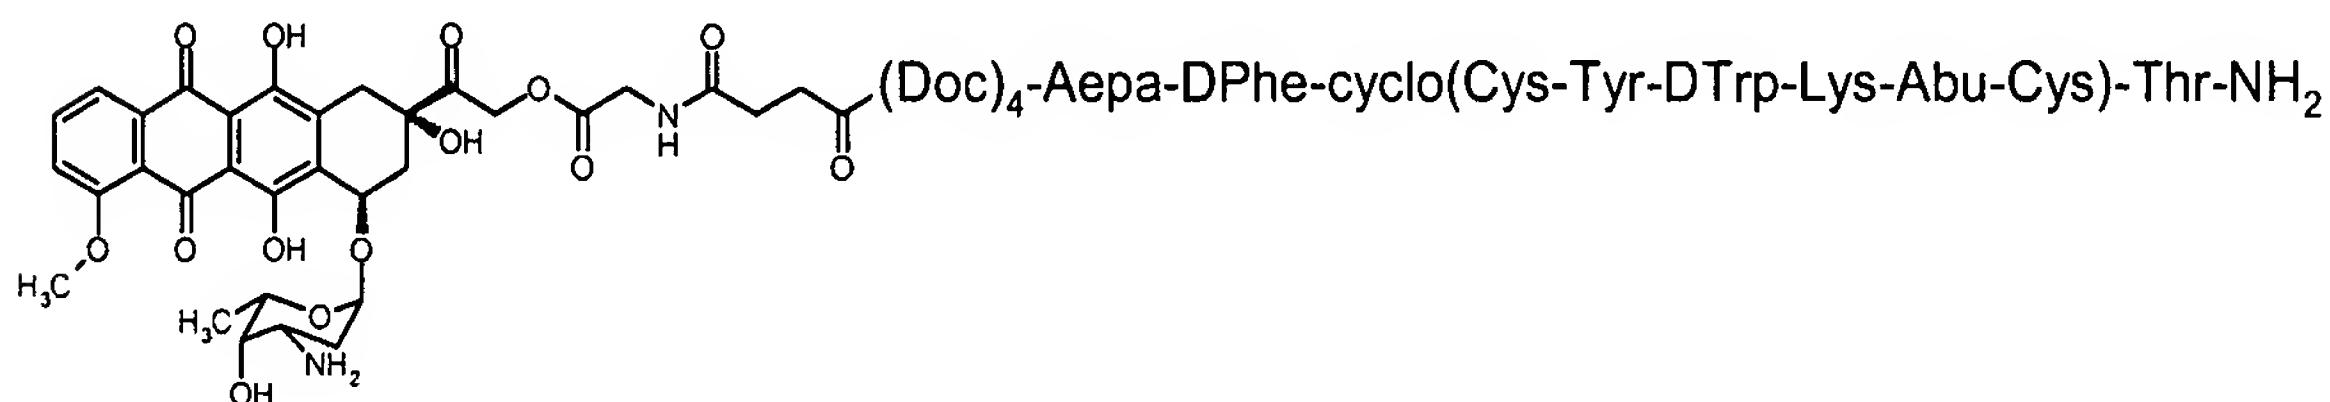 O OH O O
O O (Doc)₄-Aepa-DPhe-cyclo(Cys-Tyr-DTrp-Lys-Abu-Cys)-Thr-NH₂
N
H
OH
O O
O O OH O
H₃C
H₃C O
NH₂
OH